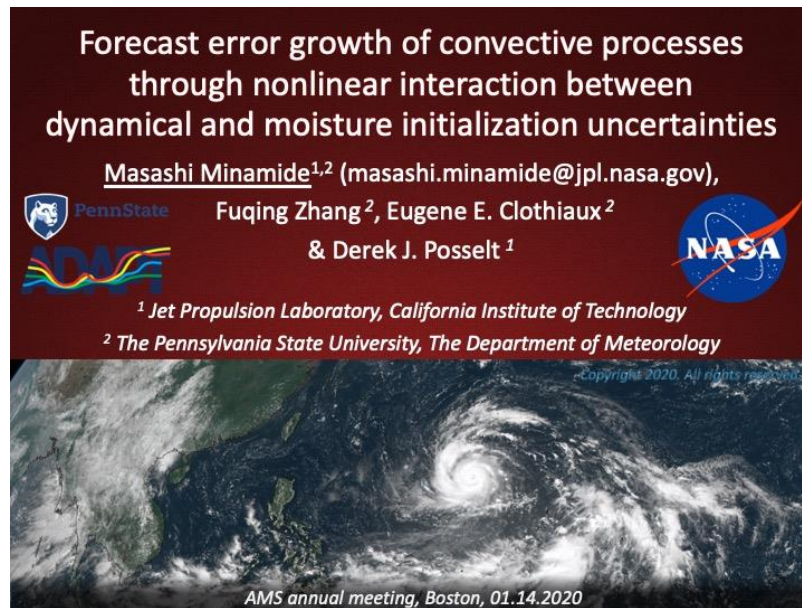 Forecast error growth of convective processes
through nonlinear interaction between
dynamical and moisture initialization uncertainties
Masashi Minamide1,2 (masashi.minamide@jpl.nasa.gov),
Fuqing Zhang 2, Eugene E. Clothiaux 2
& Derek J. Posselt 1
PennState
ADAPT
NASA
1 Jet Propulsion Laboratory, California Institute of Technology
2 The Pennsylvania State University, The Department of Meteorology
Copyright 2020. All rights reserved.
AMS annual meeting, Boston, 01.14.2020